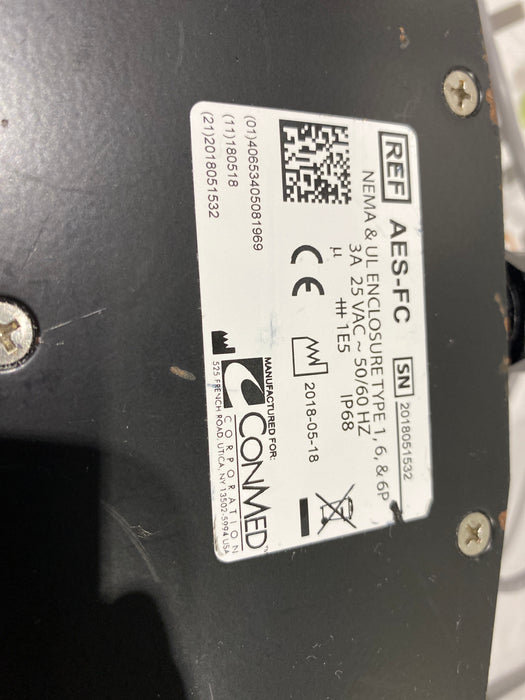 REF AES-FC SN 2018051532
NEMA & UL ENCLOSURE TYPE 1, 6, & 6P
3A 25 VAC ~ 50/60 HZ
μ 1E5 IP68
CE 2018-05-18
(01)40653405081969
(11)180518
(21)2018051532
MANUFACTURED FOR:
CONMED
CORPORATION
525 FRENCH ROAD, UTICA, NY 13502-5994 USA